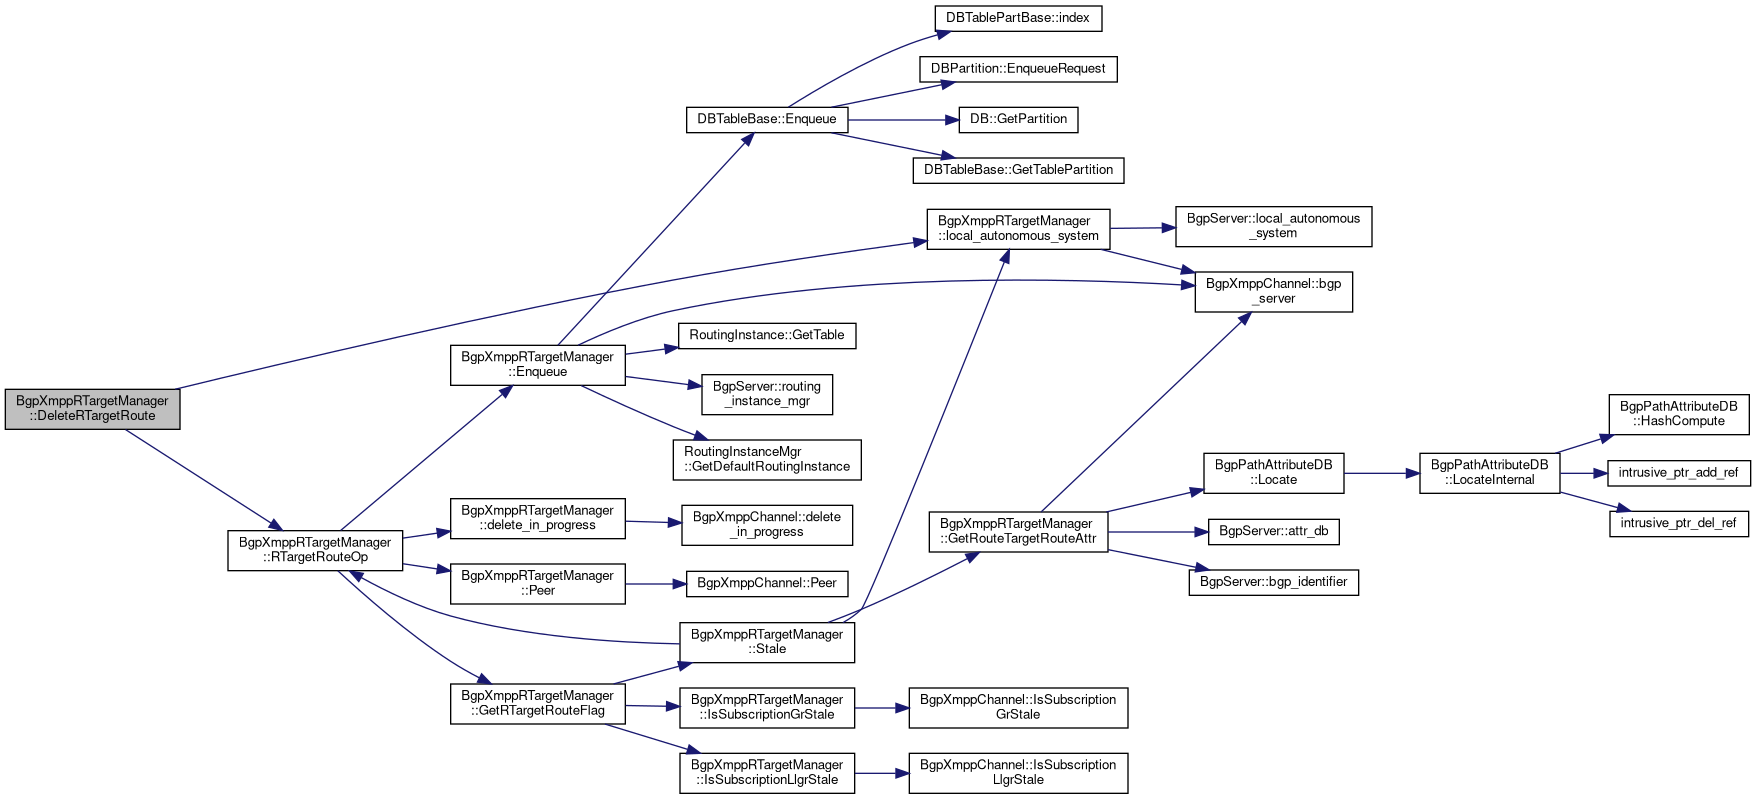 DBTablePartBase::index
DBPartition::EnqueueRequest
DBTableBase::Enqueue
DB::GetPartition
DBTableBase::GetTablePartition
BgpXmppRTargetManager
::local_autonomous_system
BgpServer::local_autonomous
_system
BgpXmppChannel::bgp
_server
RoutingInstance::GetTable
BgpXmppRTargetManager
::Enqueue
BgpServer::routing
_instance_mgr
BgpXmppRTargetManager
::DeleteRTargetRoute
RoutingInstanceMgr
::GetDefaultRoutingInstance
BgpPathAttributeDB
::HashCompute
BgpPathAttributeDB
::Locate
BgpPathAttributeDB
::LocateInternal
intrusive_ptr_add_ref
intrusive_ptr_del_ref
BgpXmppRTargetManager
::delete_in_progress
BgpXmppChannel::delete
_in_progress
BgpXmppRTargetManager
::GetRouteTargetRouteAttr
BgpServer::attr_db
BgpServer::bgp_identifier
BgpXmppRTargetManager
::RTargetRouteOp
BgpXmppRTargetManager
::Peer
BgpXmppChannel::Peer
BgpXmppRTargetManager
::Stale
BgpXmppRTargetManager
::GetRTargetRouteFlag
BgpXmppRTargetManager
::IsSubscriptionGrStale
BgpXmppChannel::IsSubscription
GrStale
BgpXmppRTargetManager
::IsSubscriptionLlgrStale
BgpXmppChannel::IsSubscription
LlgrStale